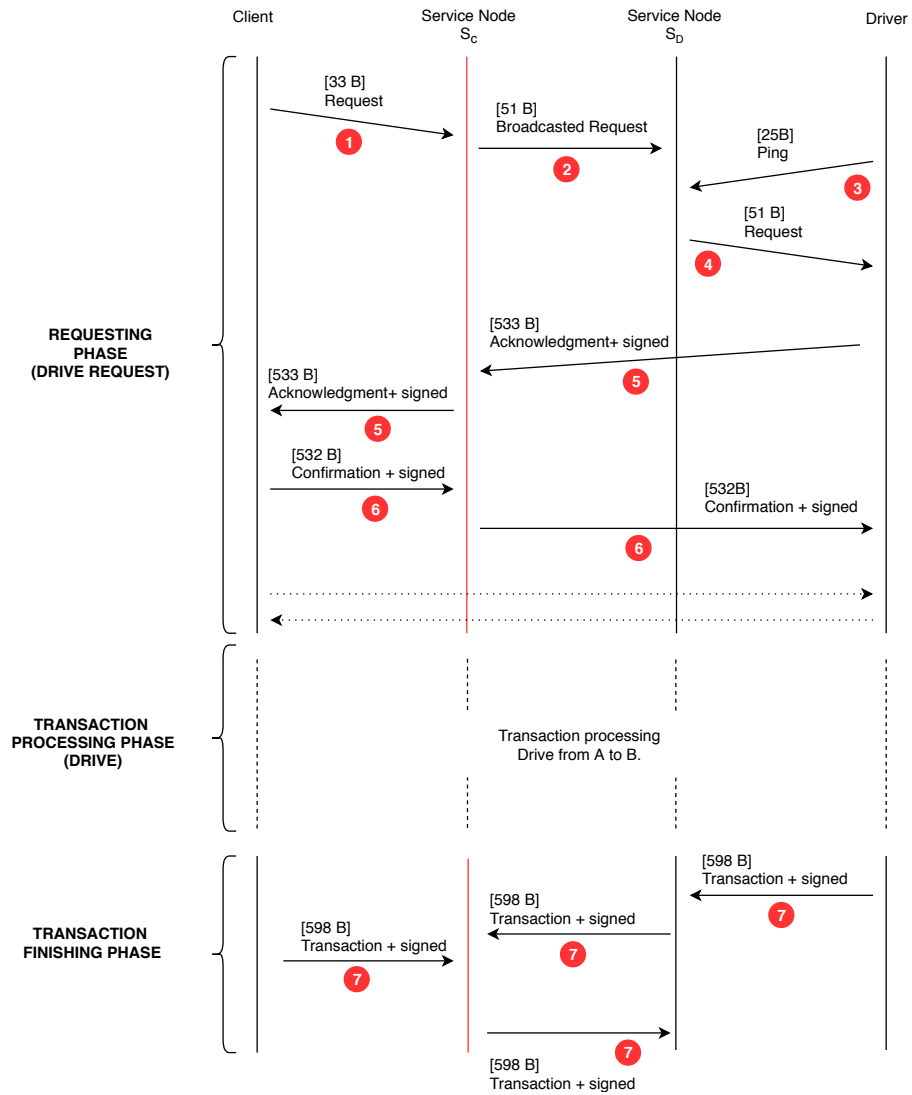 Client
Service Node
S_C
Service Node
S_D
Driver
[33 B]
Request
1
[51 B]
Broadcasted Request
2
[25B]
Ping
3
[51 B]
Request
4
REQUESTING
PHASE
(DRIVE REQUEST)
[533 B]
Acknowledgment+ signed
5
[533 B]
Acknowledgment+ signed
5
[532 B]
Confirmation + signed
6
[532B]
Confirmation + signed
6
TRANSACTION
PROCESSING PHASE
(DRIVE)
Transaction processing
Drive from A to B.
TRANSACTION
FINISHING PHASE
[598 B]
Transaction + signed
7
[598 B]
Transaction + signed
7
[598 B]
Transaction + signed
7
7
[598 B]
Transaction + signed